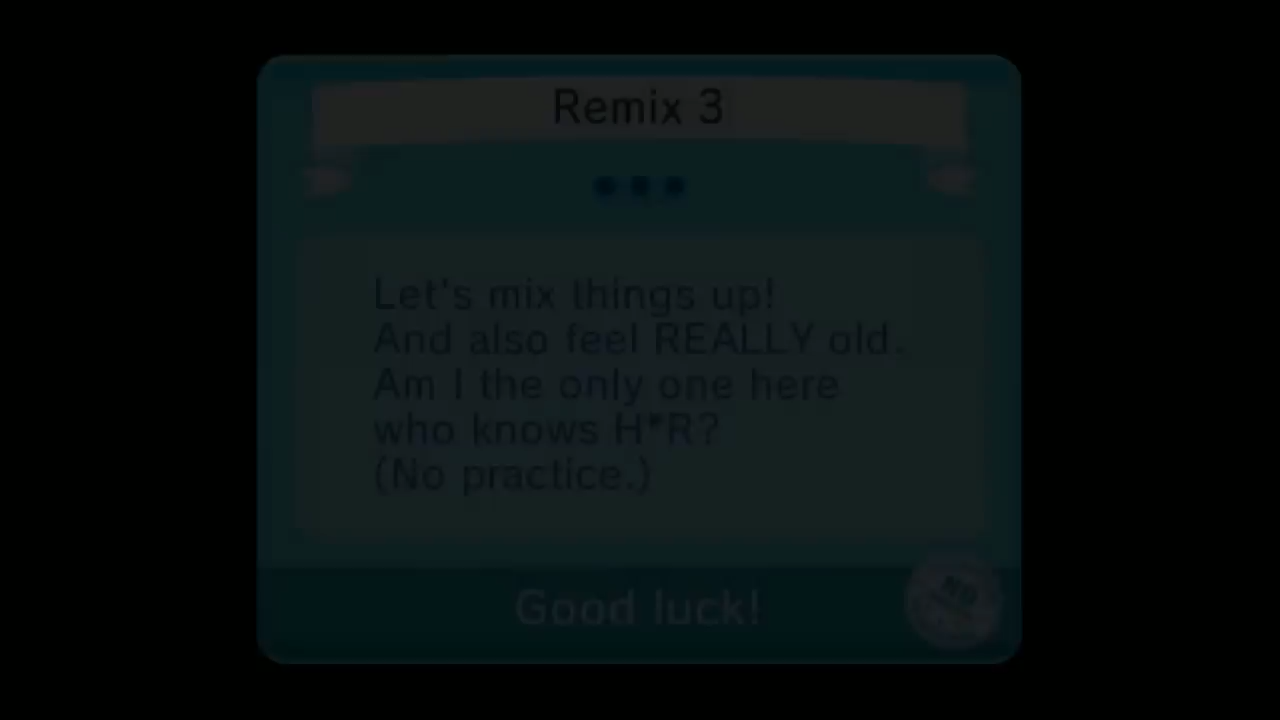 Remix 3
Let's mix things up!
And also feel REALLY old.
Am I the only one here
who knows H*R?
(No practice.)
Good luck!
NO